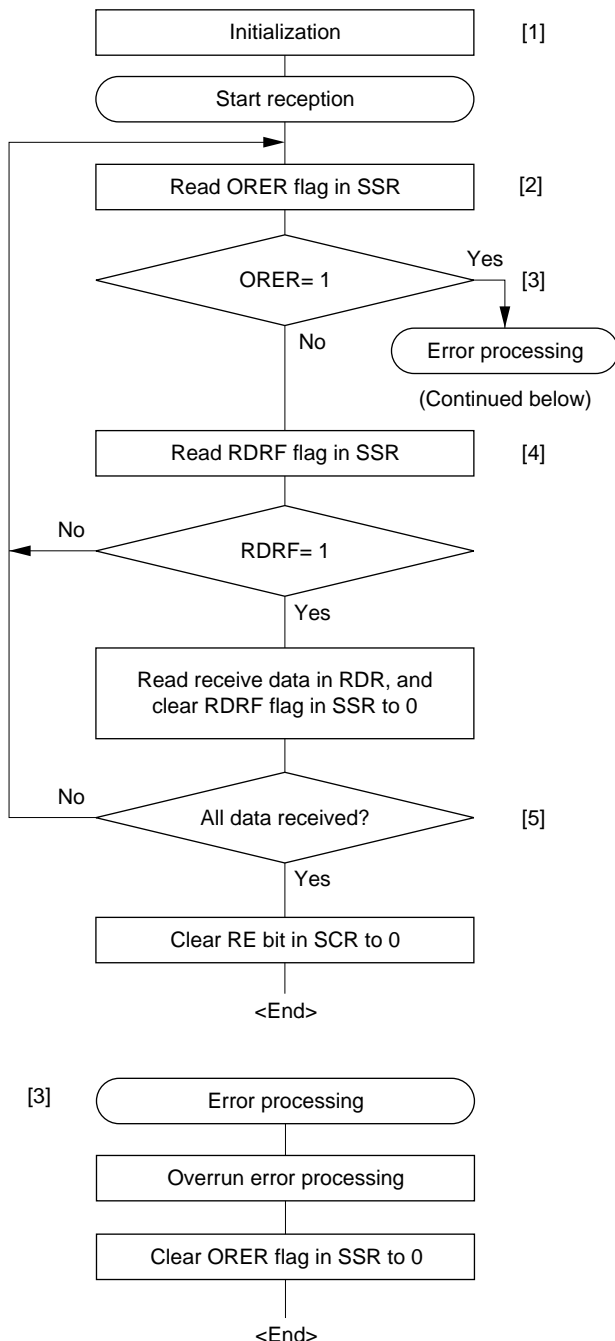 Initialization [1]
Start reception
Read ORER flag in SSR [2]
Yes
ORER= 1 [3]
No
Error processing
(Continued below)
Read RDRF flag in SSR [4]
No
RDRF= 1
Yes
Read receive data in RDR, and
clear RDRF flag in SSR to 0
No
All data received? [5]
Yes
Clear RE bit in SCR to 0
<End>
[3] Error processing
Overrun error processing
Clear ORER flag in SSR to 0
<End>